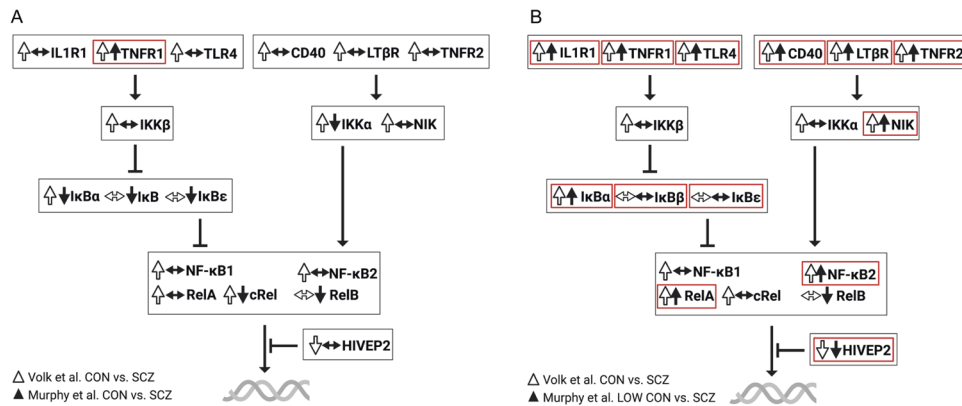 A
IL1R1 TNFR1 TLR4
CD40 LTβR TNFR2
IKKβ
IKKα NIK
IκBα IκB IκBε
NF-κB1 NF-κB2
RelA cRel RelB
HIVEP2
Volk et al. CON vs. SCZ
Murphy et al. CON vs. SCZ
B
IL1R1 TNFR1 TLR4
CD40 LTβR TNFR2
IKKβ
IKKα NIK
IκBα IκBβ IκBε
NF-κB1 NF-κB2
RelA cRel RelB
HIVEP2
Volk et al. CON vs. SCZ
Murphy et al. LOW CON vs. SCZ